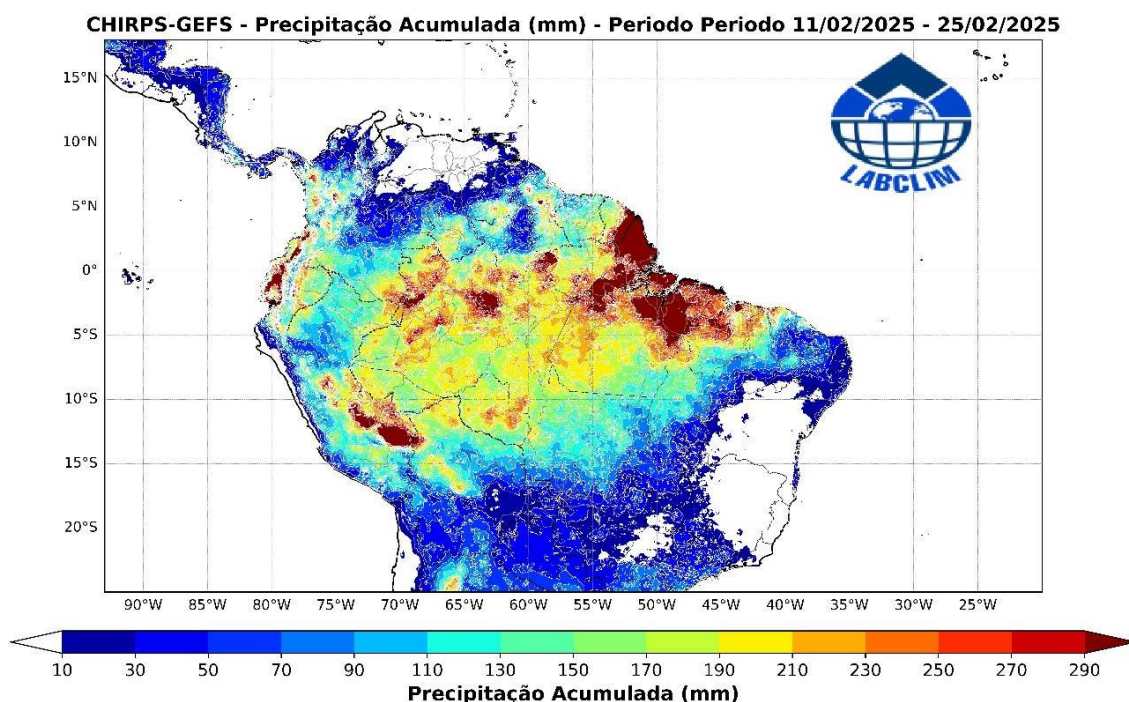 CHIRPS-GEFS - Precipitação Acumulada (mm) - Periodo Periodo 11/02/2025 - 25/02/2025
15°N
10°N
5°N
0°
5°S
10°S
15°S
20°S
LABCLIM
90°W 85°W 80°W 75°W 70°W 65°W 60°W 55°W 50°W 45°W 40°W 35°W 30°W 25°W
10 30 50 70 90 110 130 150 170 190 210 230 250 270 290
Precipitação Acumulada (mm)